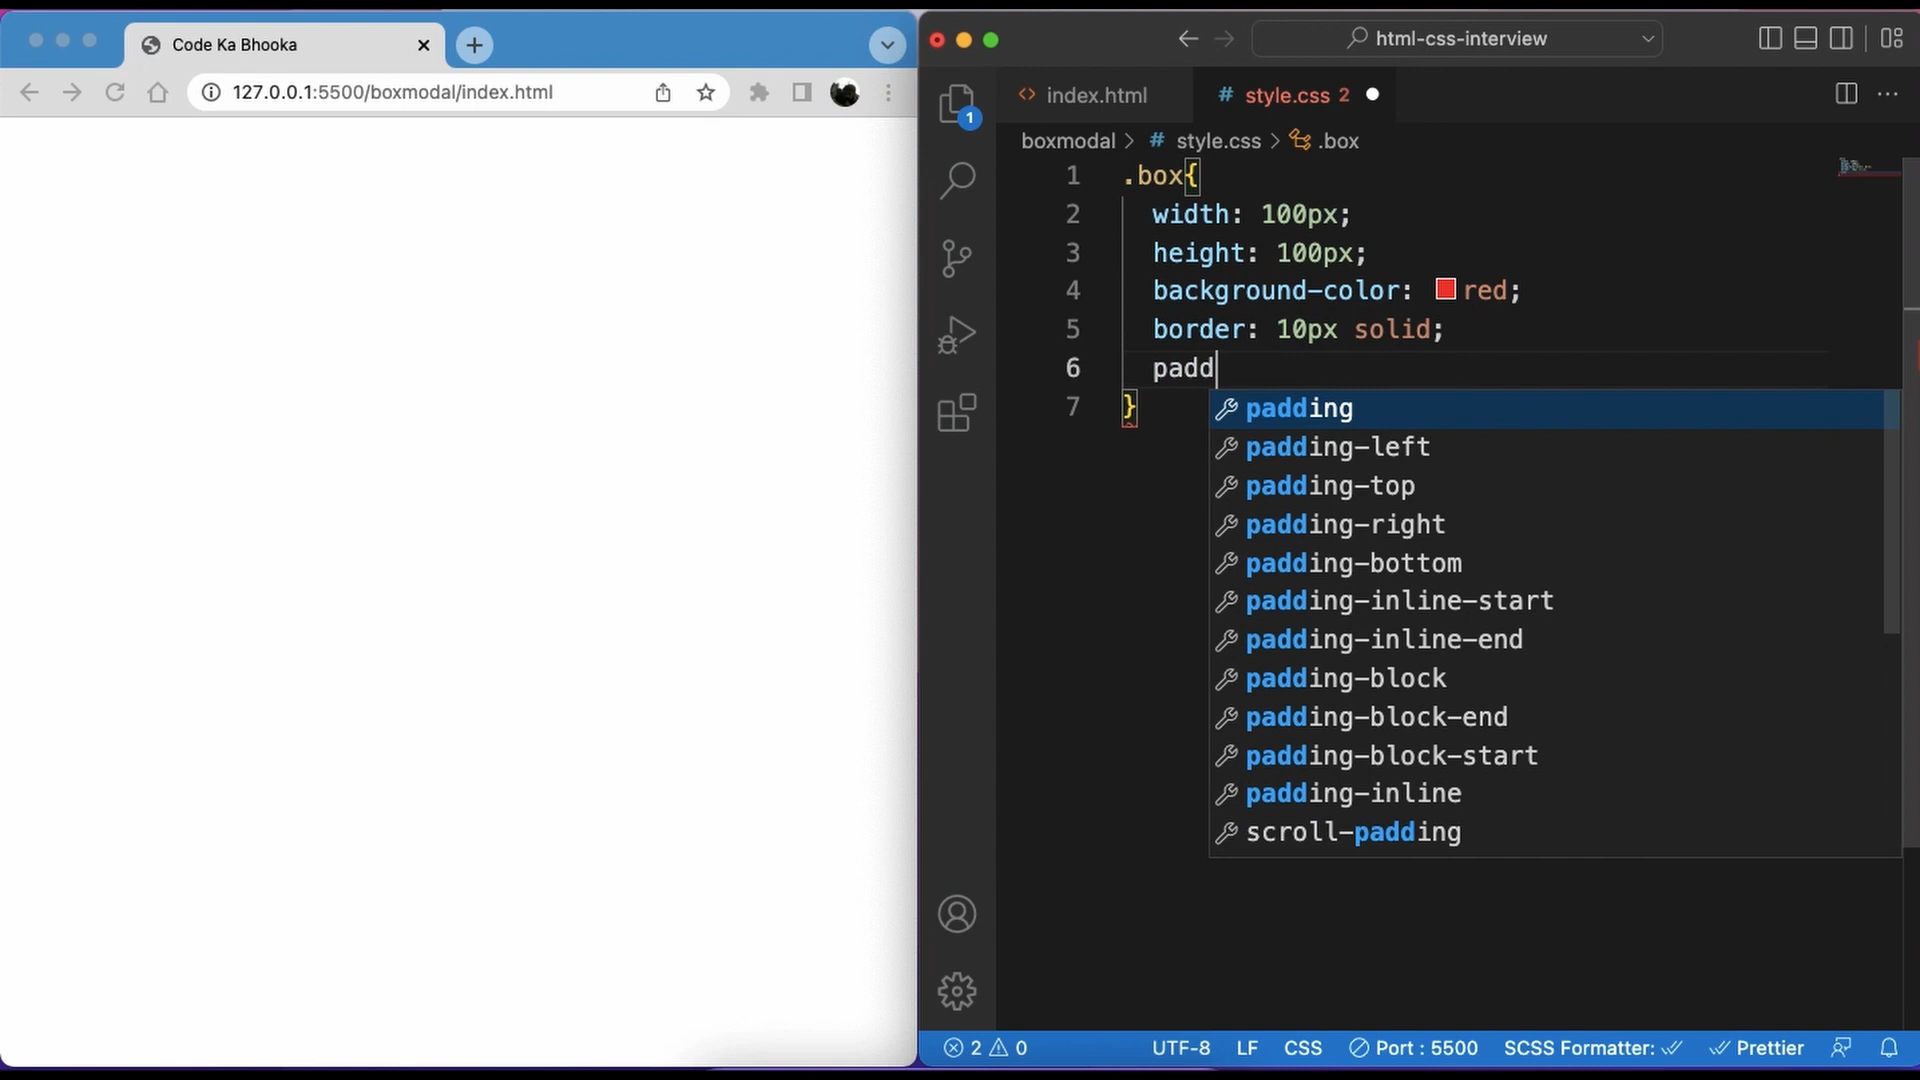 Code Ka Bhooka
127.0.0.1:5500/boxmodal/index.html
html-css-interview
1
index.html
style.css 2
boxmodal > style.css > .box
1 .box{
2 width: 100px;
3 height: 100px;
4 background-color: red;
5 border: 10px solid;
6 padd
7 }
padding
padding-left
padding-top
padding-right
padding-bottom
padding-inline-start
padding-inline-end
padding-block
padding-block-end
padding-block-start
padding-inline
scroll-padding
2 0 UTF-8 LF CSS Port : 5500 SCSS Formatter: Prettier